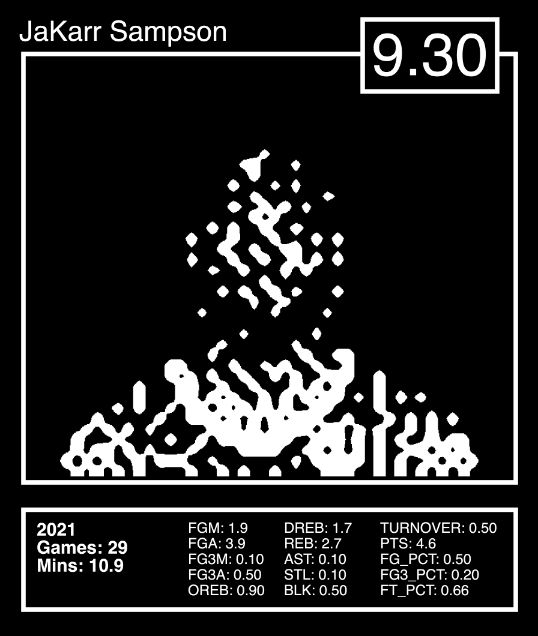 JaKarr Sampson
9.30
2021
Games: 29
Mins: 10.9
FGM: 1.9
FGA: 3.9
FG3M: 0.10
FG3A: 0.50
OREB: 0.90
DREB: 1.7
REB: 2.7
AST: 0.10
STL: 0.10
BLK: 0.50
TURNOVER: 0.50
PTS: 4.6
FG_PCT: 0.50
FG3_PCT: 0.20
FT_PCT: 0.66